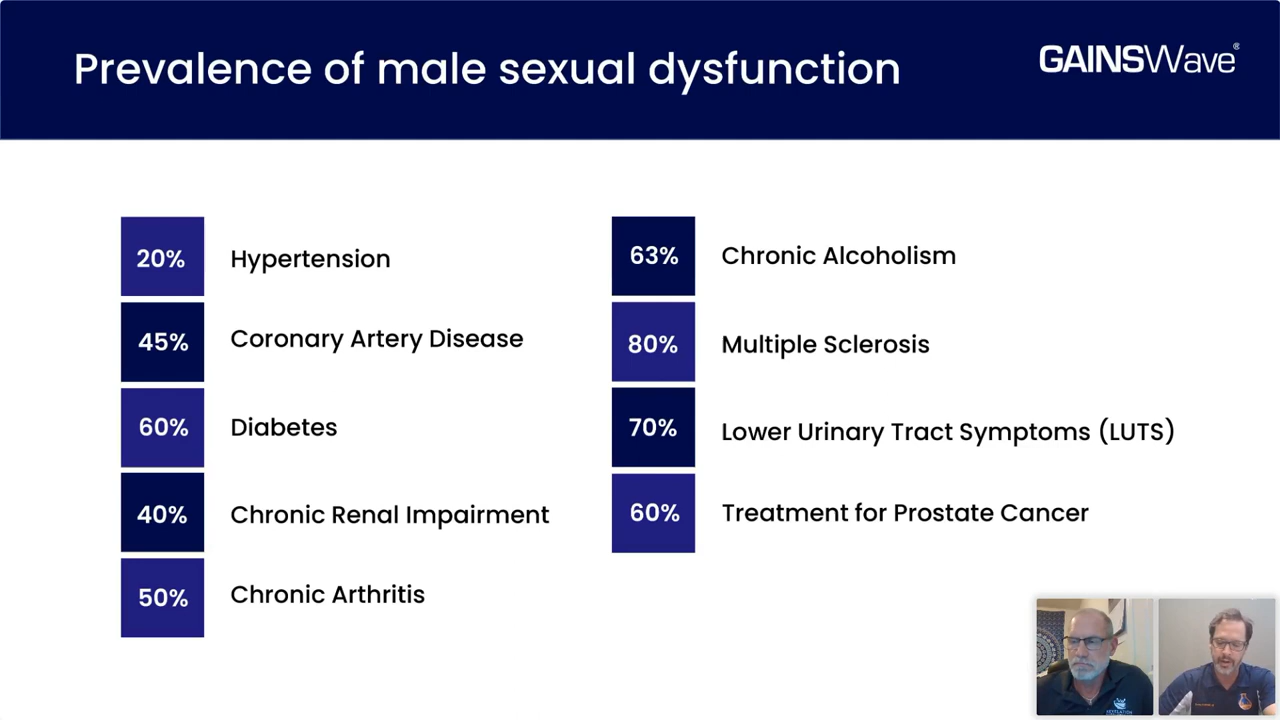 Prevalence of male sexual dysfunction
GAINSWave®
20% Hypertension
45% Coronary Artery Disease
60% Diabetes
40% Chronic Renal Impairment
50% Chronic Arthritis
63% Chronic Alcoholism
80% Multiple Sclerosis
70% Lower Urinary Tract Symptoms (LUTS)
60% Treatment for Prostate Cancer